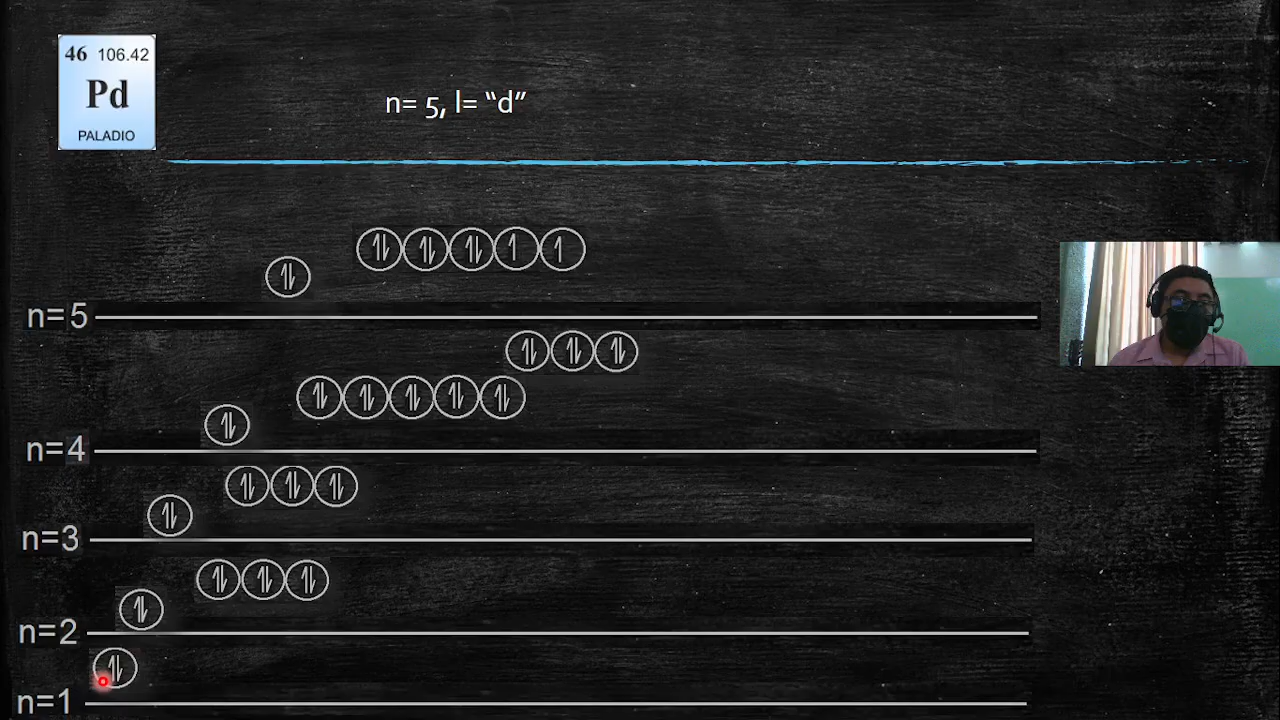 46 106.42
Pd
PALADIO
n= 5, l= “d”
n=5
n=4
n=3
n=2
n=1